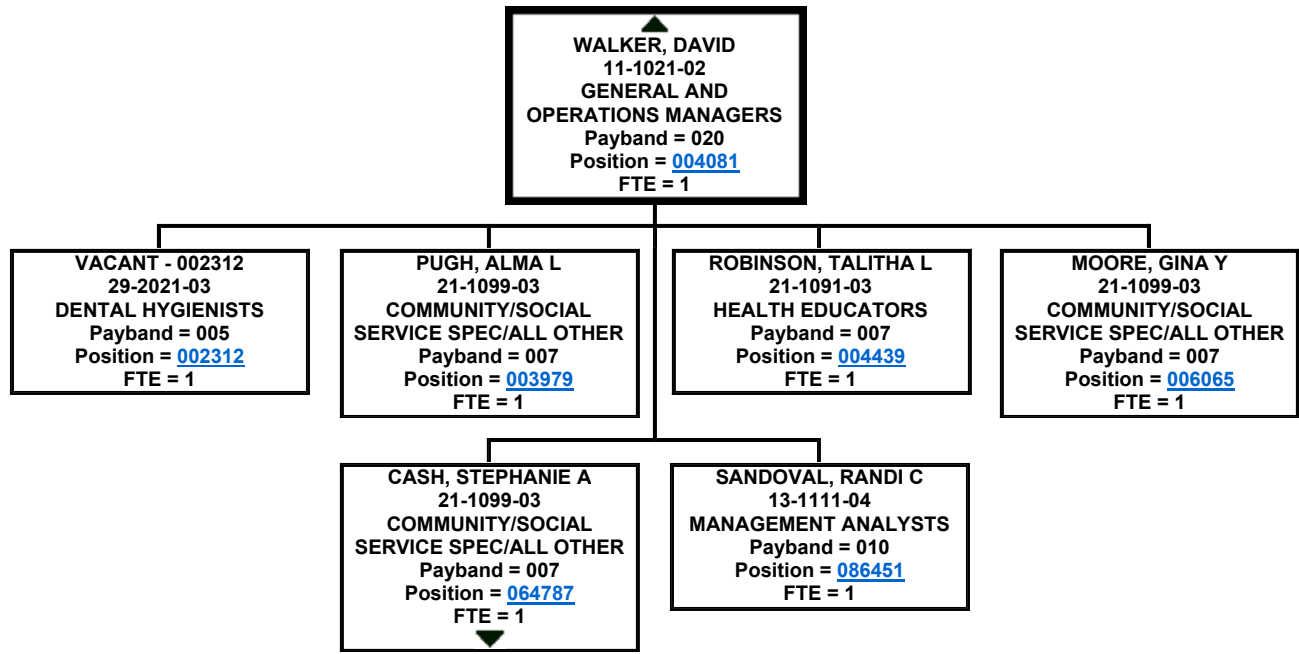 WALKER, DAVID
11-1021-02
GENERAL AND
OPERATIONS MANAGERS
Payband = 020
Position = 004081
FTE = 1
VACANT - 002312
29-2021-03
DENTAL HYGIENISTS
Payband = 005
Position = 002312
FTE = 1
PUGH, ALMA L
21-1099-03
COMMUNITY/SOCIAL
SERVICE SPEC/ALL OTHER
Payband = 007
Position = 003979
FTE = 1
ROBINSON, TALITHA L
21-1091-03
HEALTH EDUCATORS
Payband = 007
Position = 004439
FTE = 1
MOORE, GINA Y
21-1099-03
COMMUNITY/SOCIAL
SERVICE SPEC/ALL OTHER
Payband = 007
Position = 006065
FTE = 1
CASH, STEPHANIE A
21-1099-03
COMMUNITY/SOCIAL
SERVICE SPEC/ALL OTHER
Payband = 007
Position = 064787
FTE = 1
SANDOVAL, RANDI C
13-1111-04
MANAGEMENT ANALYSTS
Payband = 010
Position = 086451
FTE = 1